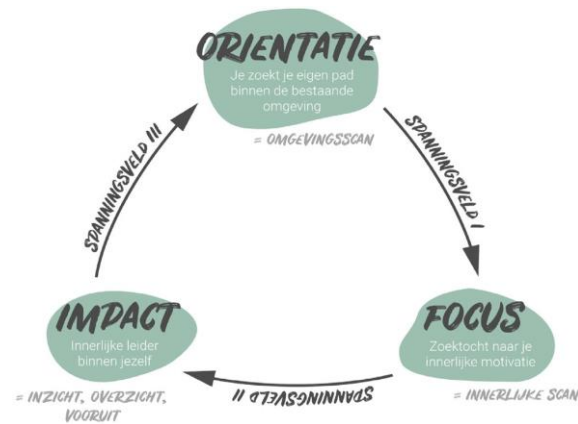 ORIENTATIE
Je zoekt je eigen pad
binnen de bestaande
omgeving
= OMGEVINGSSCAN
SPANNINGSVELD I
FOCUS
Zoektocht naar je
innerlijke motivatie
= INNERLIJKE SCAN
SPANNINGSVELD II
IMPACT
Innerlijke leider
binnen jezelf
= INZICHT, OVERZICHT,
VOORUIT
SPANNINGSVELD III